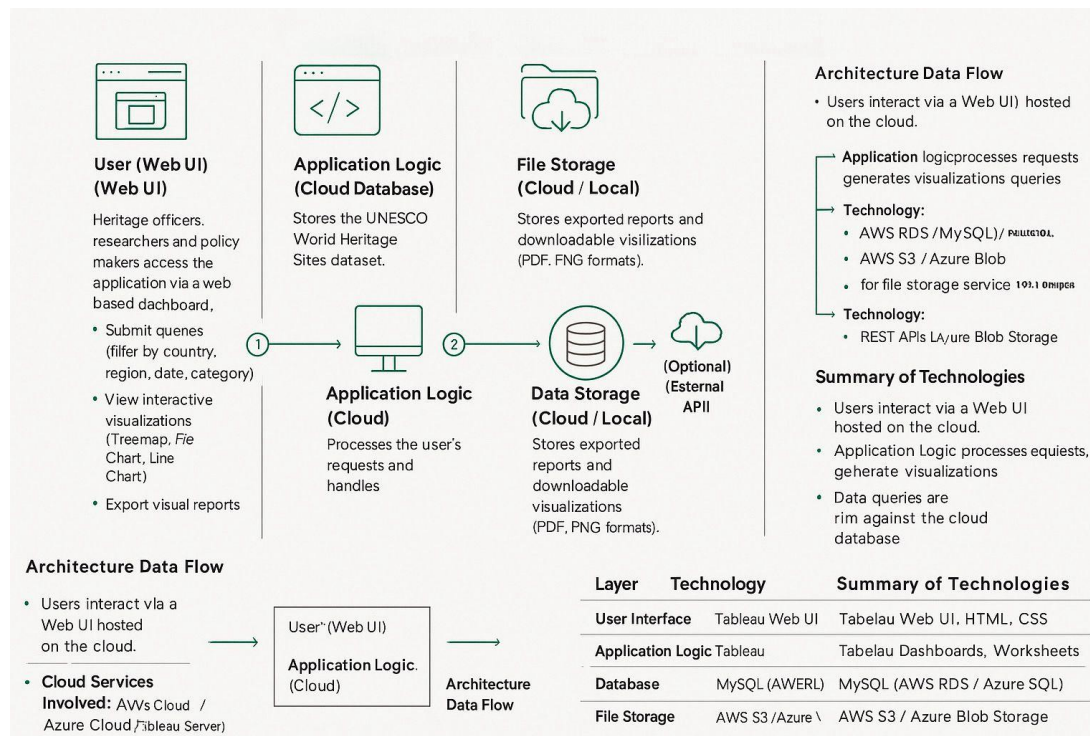 User (Web UI)
(Web UI)
Heritage officers.
researchers and policy
makers access the
application via a web
based dachboard,
• Submit quenes
(filfer by country.
region, date, category)
• View interactive
visualizations
(Treemap, Fie
Chart, Line
Chart)
• Export visual reports
Application Logic
(Cloud Database)
Stores the UNESCO
World Heritage
Sites dataset.
File Storage
(Cloud / Local)
Stores exported reports and
downloadable visilizations
(PDF. FNG formats).
1
Application Logic
(Cloud)
Processes the user's
requests and
handles
2
Data Storage
(Cloud / Local)
Stores exported
reports and
downloadable
visualizations
(PDF, PNG formats).
(Optional)
(Esternal
APII
Architecture Data Flow
• Users interact via a Web UI) hosted
on the cloud.
Application logicprocesses requests
generates visualizations queries
Technology:
• AWS RDS /MySQL)/
• AWS S3 / Azure Blob
• for file storage service
Technology:
• REST APIs LA/ure Blob Storage
Summary of Technologies
• Users interact via a Web UI
hosted on the cloud.
• Application Logic processes equiests,
geherate visualizations
• Data queries are
rim against the cloud
database
Architecture Data Flow
• Users interact vla a
Web UI hosted
on the cloud.
• Cloud Services
Involved: AWs Cloud /
Azure Cloud Server)
User (Web UI)
Application Logic.
(Cloud)
Architecture
Data Flow
Layer Technology Summary of Technologies
User Interface Tableau Web UI Tabelau Web UI. HTML, CSS
Application Logic Tableau Tabelau Dashboards, Worksheets
Database MySQL (AWERL) MySQL (AWS RDS / Azure SQL)
File Storage AWS S3 /Azure \ AWS S3 / Azure Blob Storage